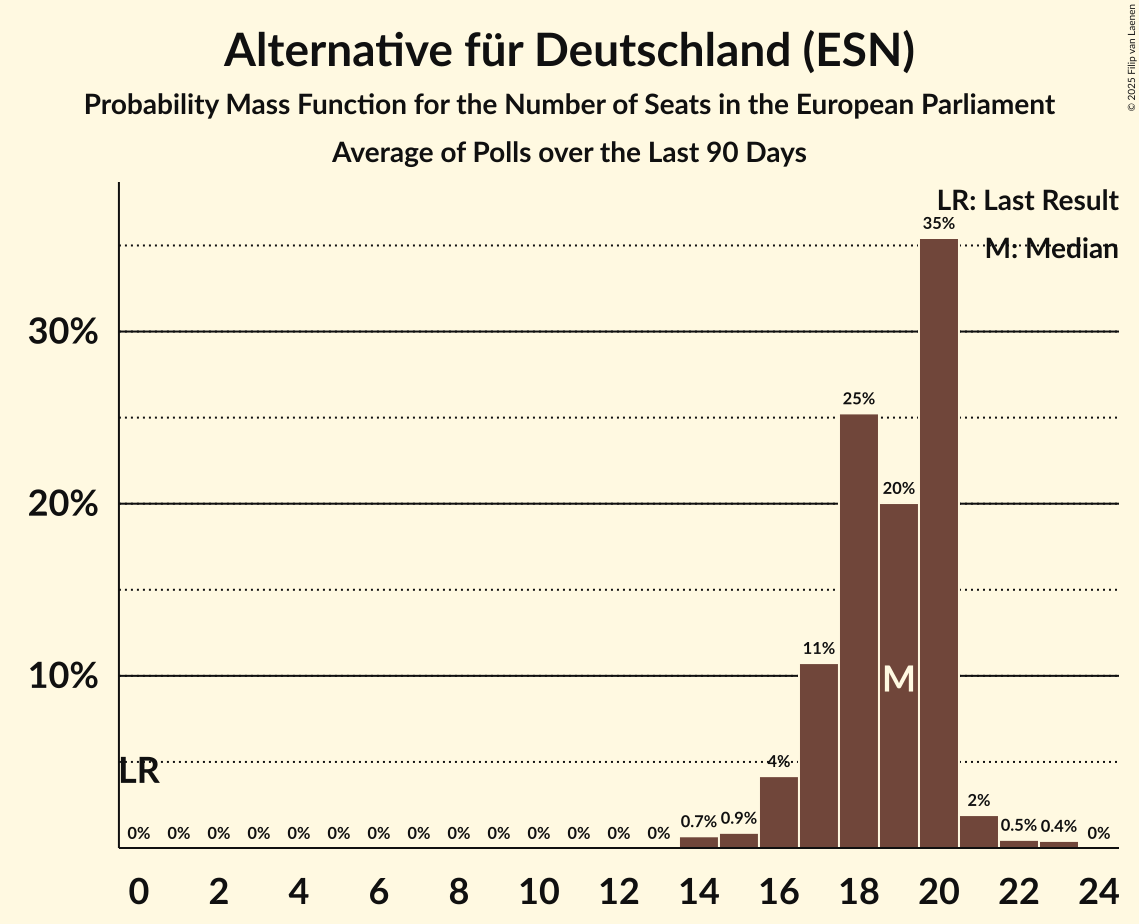 Alternative für Deutschland (ESN)
Probability Mass Function for the Number of Seats in the European Parliament
Average of Polls over the Last 90 Days
© 2025 Filip van Laenen
LR: Last Result
M: Median
35%
30%
25%
20%
20%
11%
10%
M
4%
LR
2%
0% 0% 0% 0% 0% 0% 0% 0% 0% 0% 0% 0% 0% 0% 0.7% 0.9% 0.5% 0.4% 0%
0 2 4 6 8 10 12 14 16 18 20 22 24